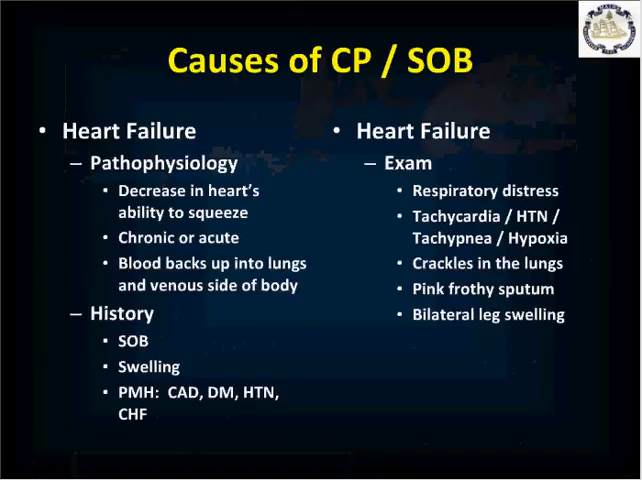 Causes of CP / SOB
• Heart Failure
– Pathophysiology
• Decrease in heart's
ability to squeeze
• Chronic or acute
• Blood backs up into lungs
and venous side of body
– History
• SOB
• Swelling
• PMH: CAD, DM, HTN,
CHF
• Heart Failure
– Exam
• Respiratory distress
• Tachycardia / HTN /
Tachypnea / Hypoxia
• Crackles in the lungs
• Pink frothy sputum
• Bilateral leg swelling